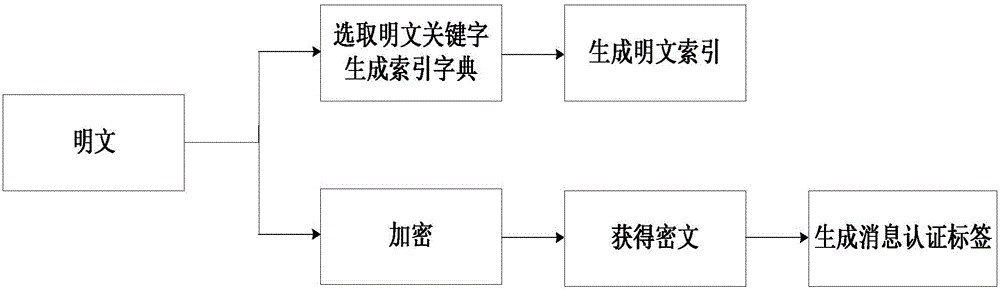 明文
选取明文关键字
生成索引字典
生成明文索引
加密
获得密文
生成消息认证标签